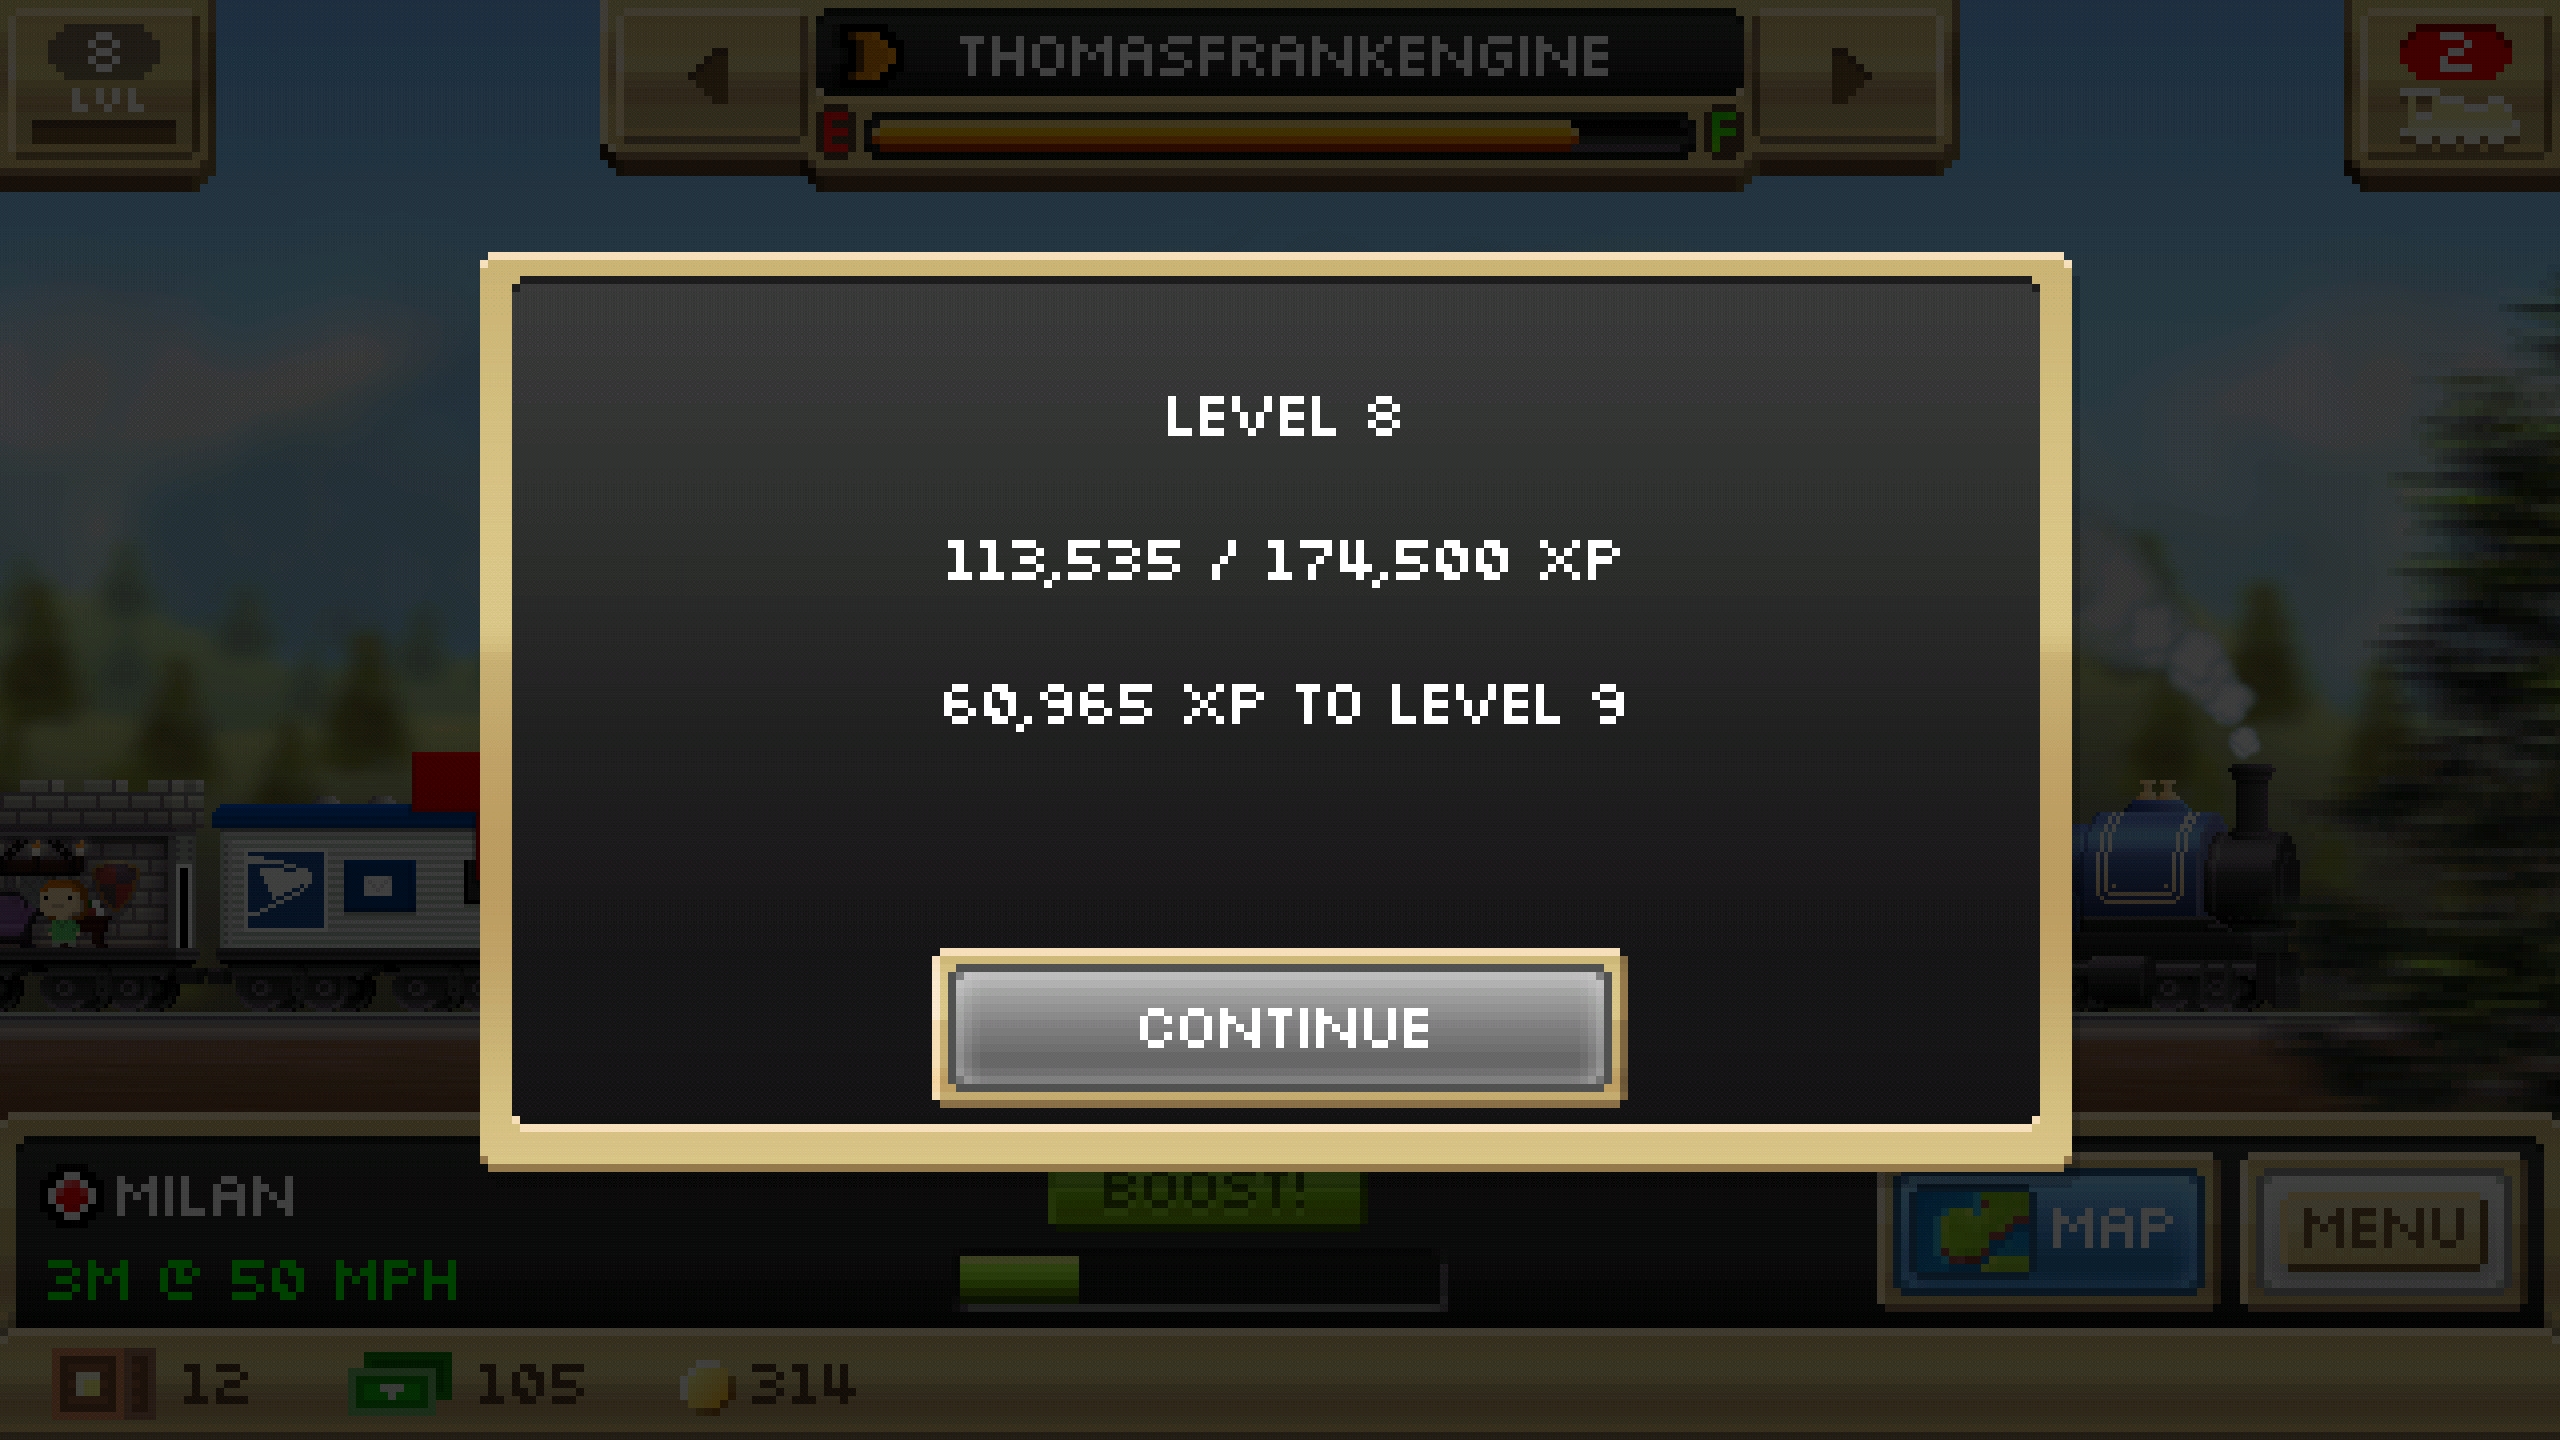 8
LVL
THOMASFRANKENGINE
E F
2
LEVEL 8
113,535 / 174,500 XP
60,965 XP TO LEVEL 9
CONTINUE
BOOST!
MILAN
3M @ 50 MPH
MAP
MENU
12 105 314